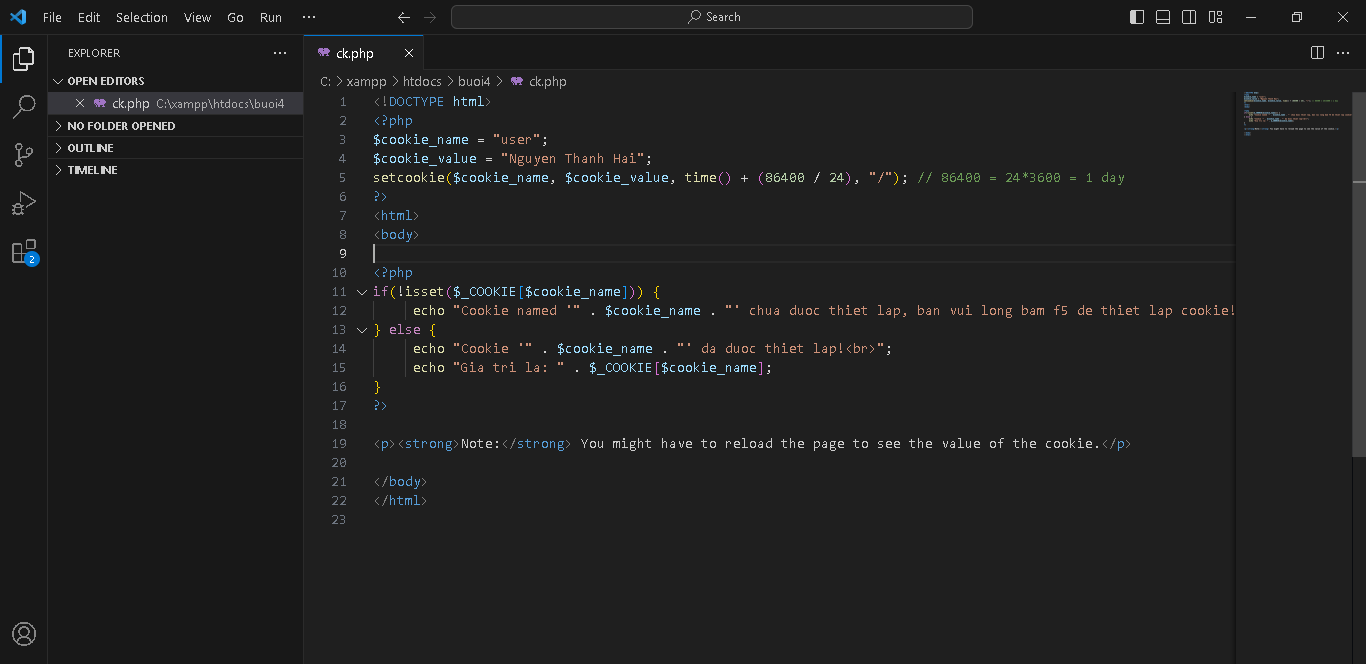 File Edit Selection View Go Run ···
Search
EXPLORER
OPEN EDITORS
ck.php C:\xampp\htdocs\buoi4
NO FOLDER OPENED
OUTLINE
TIMELINE
2
ck.php
C: > xampp > htdocs > buoi4 > ck.php
1 <!DOCTYPE html>
2 <?php
3 $cookie_name = "user";
4 $cookie_value = "Nguyen Thanh Hai";
5 setcookie($cookie_name, $cookie_value, time() + (86400 / 24), "/"); // 86400 = 24*3600 = 1 day
6 ?>
7 <html>
8 <body>
9
10 <?php
11 if(!isset($_COOKIE[$cookie_name])) {
12 echo "Cookie named '" . $cookie_name . "' chua duoc thiet lap, ban vui long bam f5 de thiet lap cookie!
13 } else {
14 echo "Cookie '" . $cookie_name . "' da duoc thiet lap!<br>";
15 echo "Gia tri la: " . $_COOKIE[$cookie_name];
16 }
17 ?>
18
19 <p><strong>Note:</strong> You might have to reload the page to see the value of the cookie.</p>
20
21 </body>
22 </html>
23